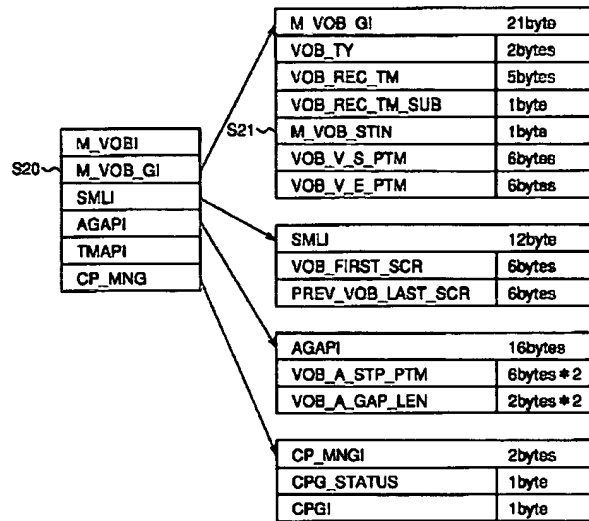 M_VOB_GI 21byte
VOB_TY 2bytes
VOB_REC_TM 5bytes
VOB_REC_TM_SUB 1byte
S21 M_VOB_STIN 1byte
VOB_V_S_PTM 6bytes
VOB_V_E_PTM 6bytes
M_VOBI
S20 M_VOB_GI
SMLI
AGAPI
TMAPI
CP_MNG
SMLI 12byte
VOB_FIRST_SCR 6bytes
PREV_VOB_LAST_SCR 6bytes
AGAPI 16bytes
VOB_A_STP_PTM 6bytes*2
VOB_A_GAP_LEN 2bytes*2
CP_MNGI 2bytes
CPG_STATUS 1byte
CPGI 1byte